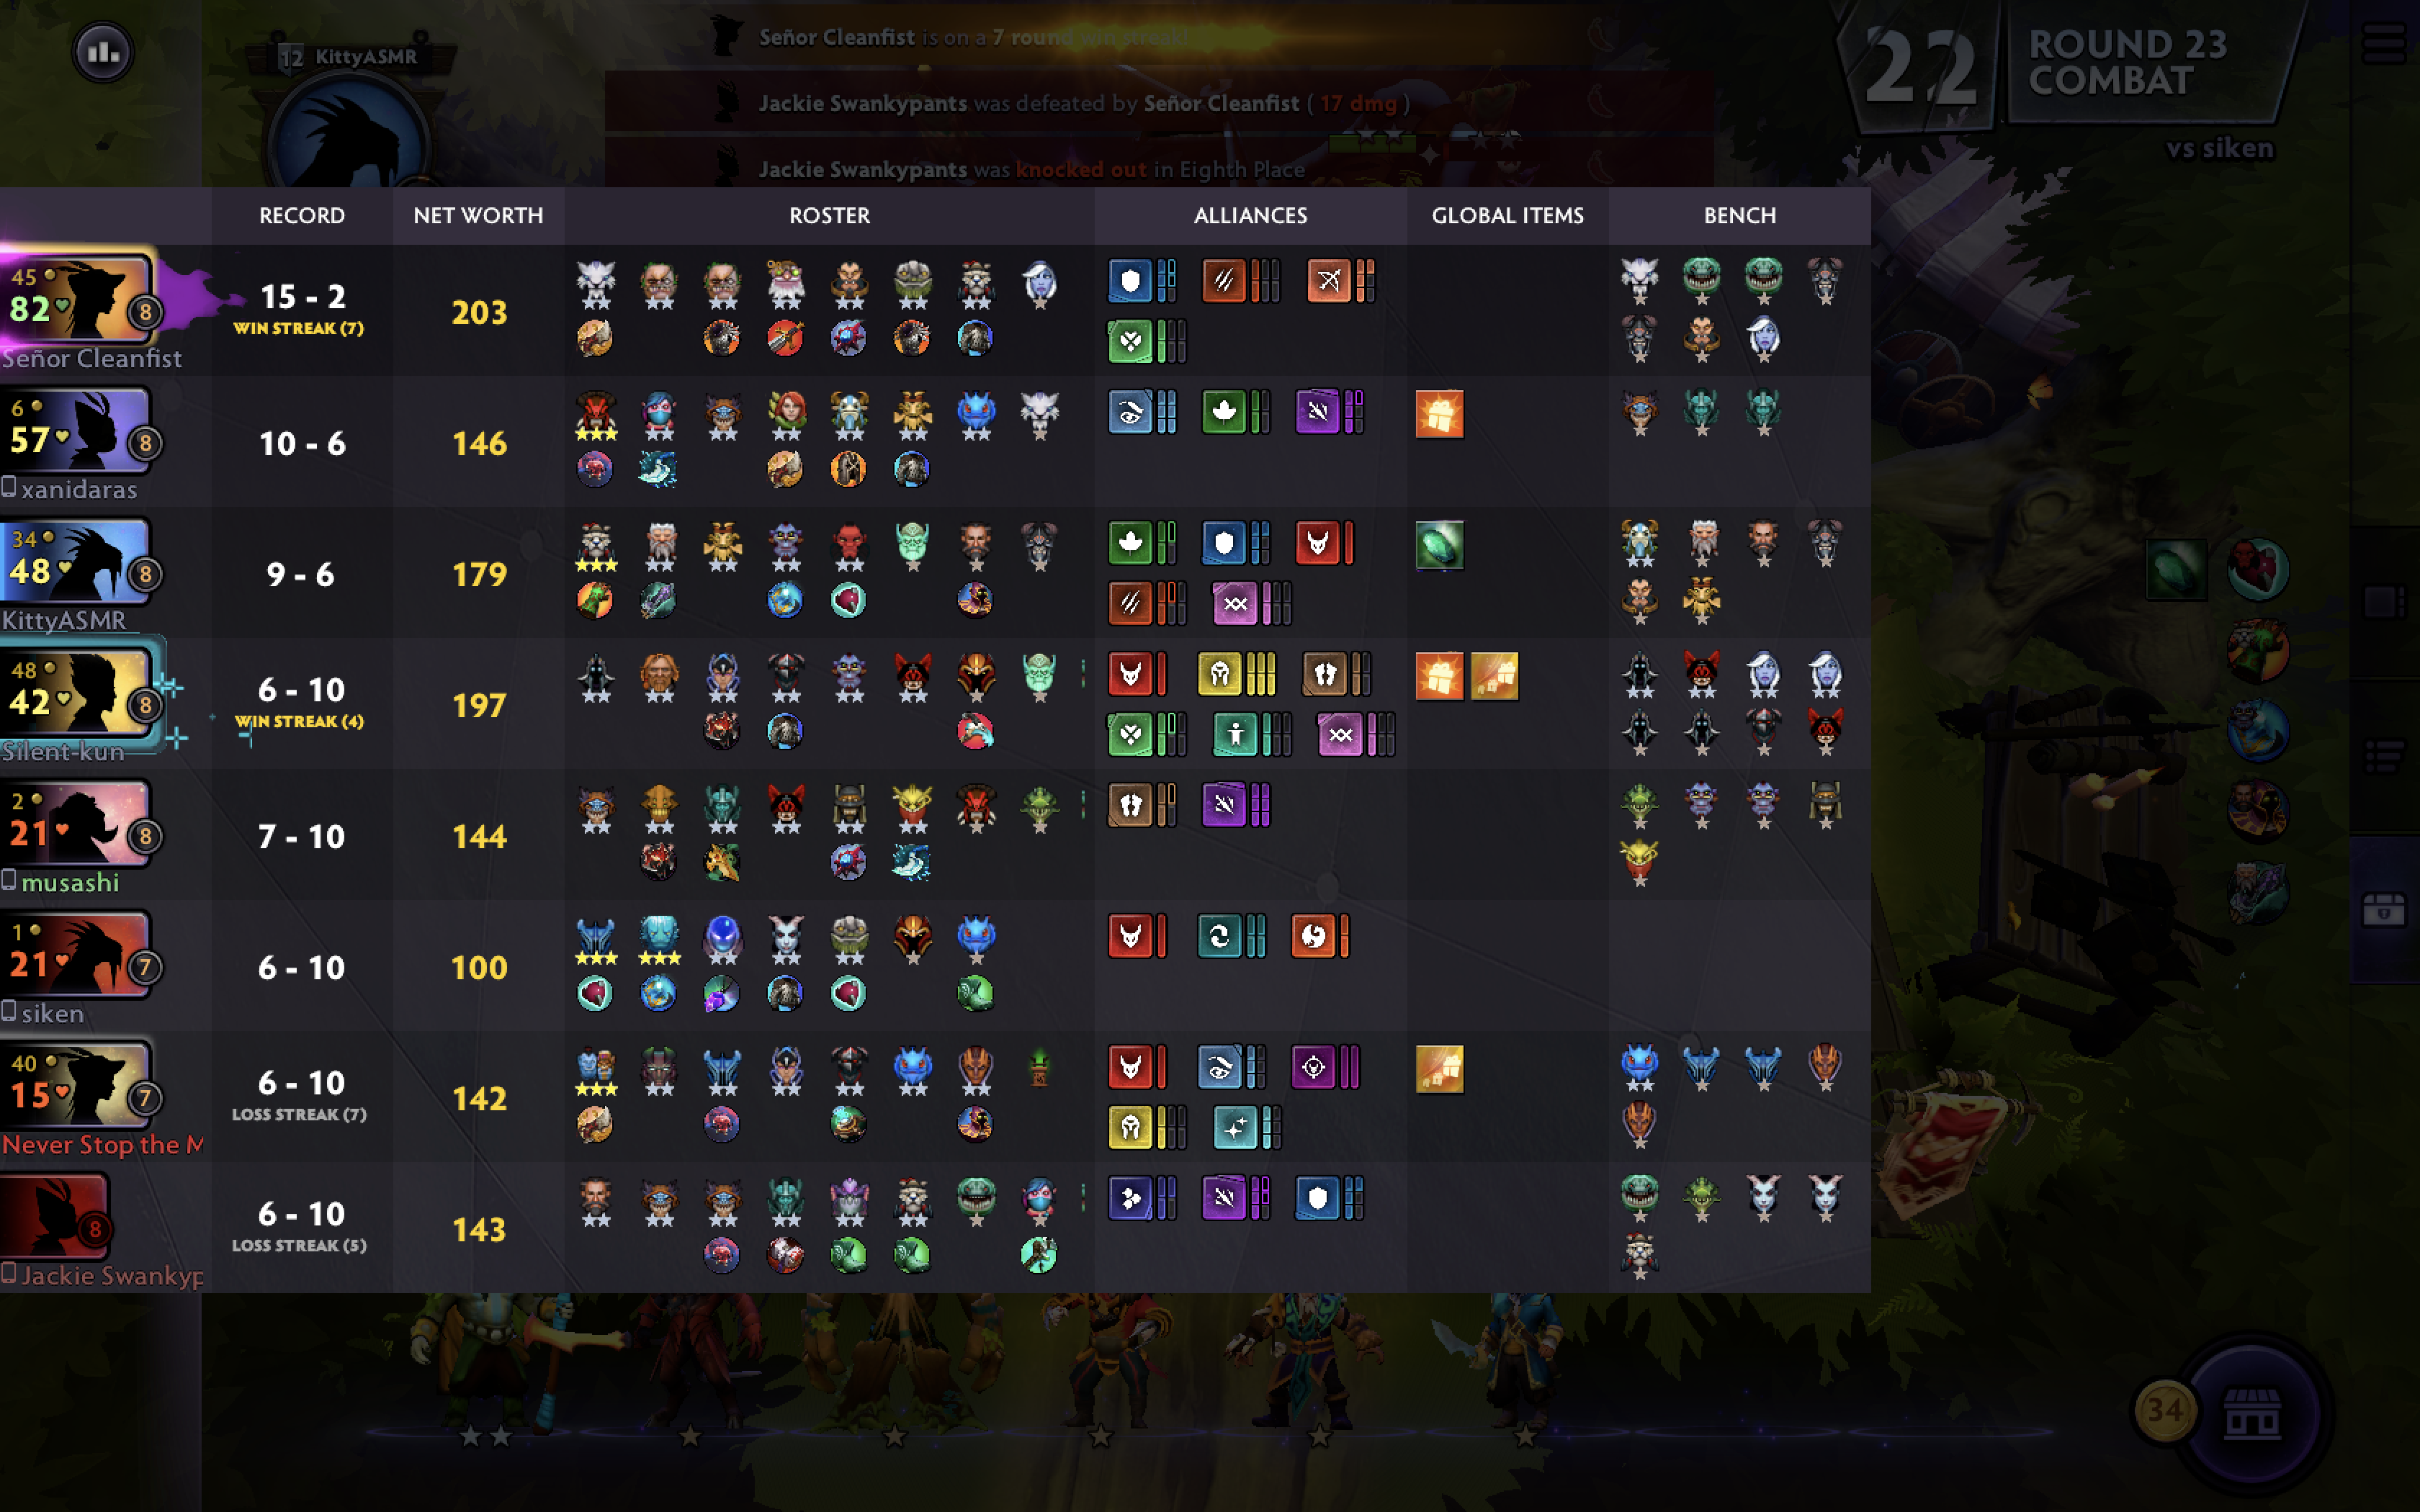 12 KittyASMR
Señor Cleanfist is on a 7 round win streak!
Jackie Swankypants was defeated by Señor Cleanfist ( 17 dmg )
Jackie Swankypants was knocked out in Eighth Place
22
ROUND 23
COMBAT
vs siken
RECORD NET WORTH ROSTER ALLIANCES GLOBAL ITEMS BENCH
45
82 8
Señor Cleanfist
15 - 2
WIN STREAK (7)
203
6
57 8
xanidaras
10 - 6
146
34
48 8
KittyASMR
9 - 6
179
48
42 8
Silent-kun
6 - 10
WIN STREAK (4)
197
2
21 8
musashi
7 - 10
144
1
21 7
siken
6 - 10
100
40
15 7
Never Stop the M
6 - 10
LOSS STREAK (7)
142
8
Jackie Swankyp
6 - 10
LOSS STREAK (5)
143
34